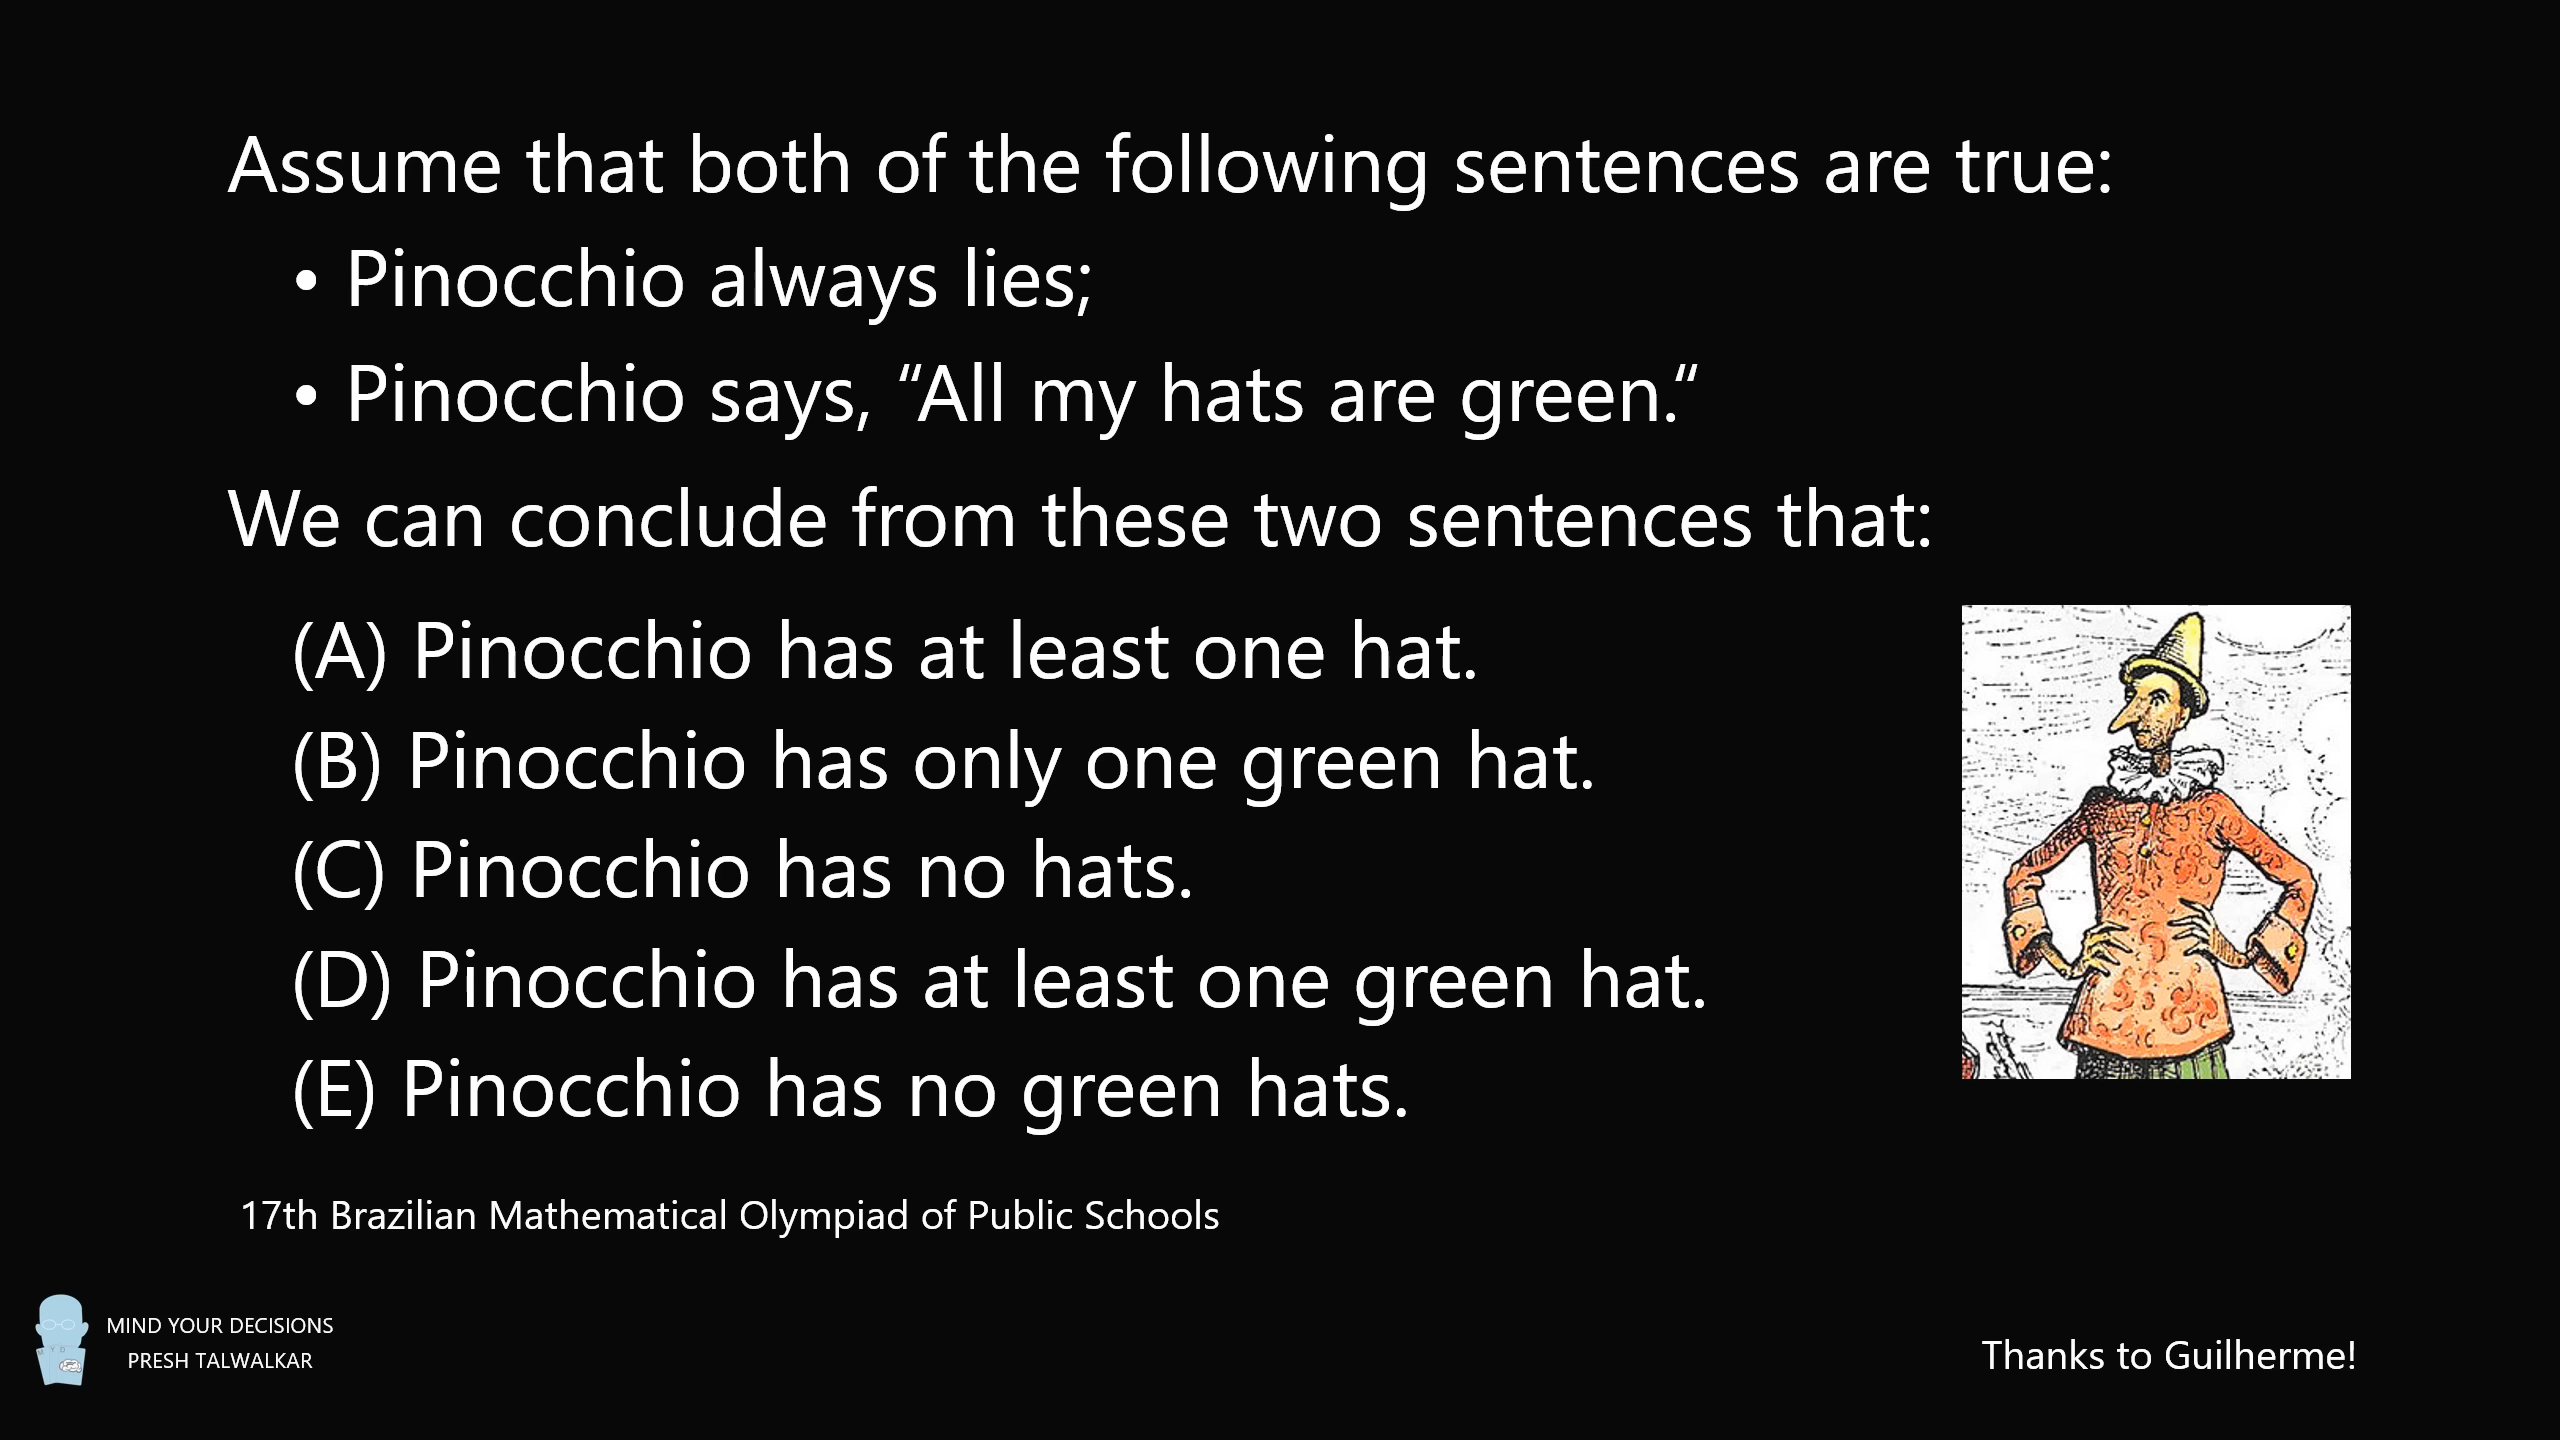 Assume that both of the following sentences are true:
• Pinocchio always lies;
• Pinocchio says, “All my hats are green.“
We can conclude from these two sentences that:
(A) Pinocchio has at least one hat.
(B) Pinocchio has only one green hat.
(C) Pinocchio has no hats.
(D) Pinocchio has at least one green hat.
(E) Pinocchio has no green hats.
17th Brazilian Mathematical Olympiad of Public Schools
MIND YOUR DECISIONS
PRESH TALWALKAR
Thanks to Guilherme!